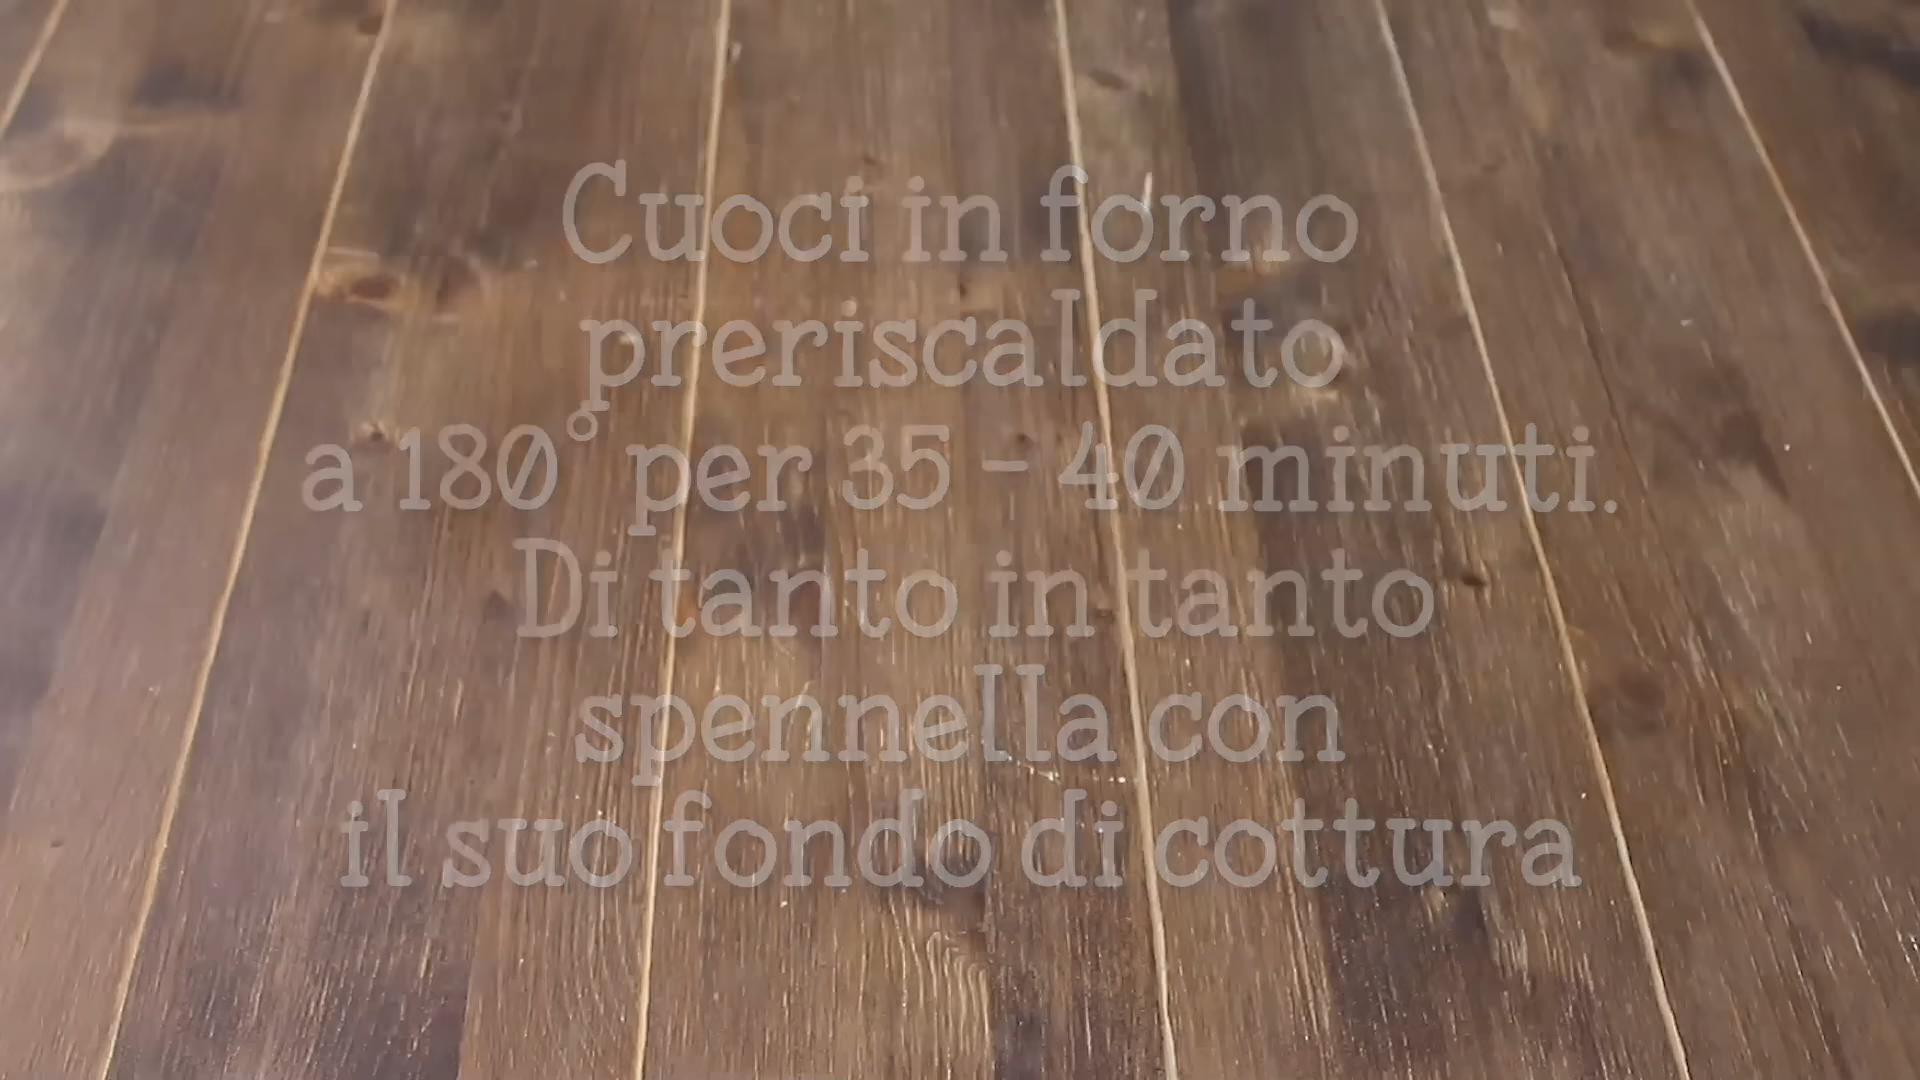 Cuoci in forno
preriscaldato
a 180° per 35 - 40 minuti.
Di tanto in tanto
spennella con
il suo fondo di cottura